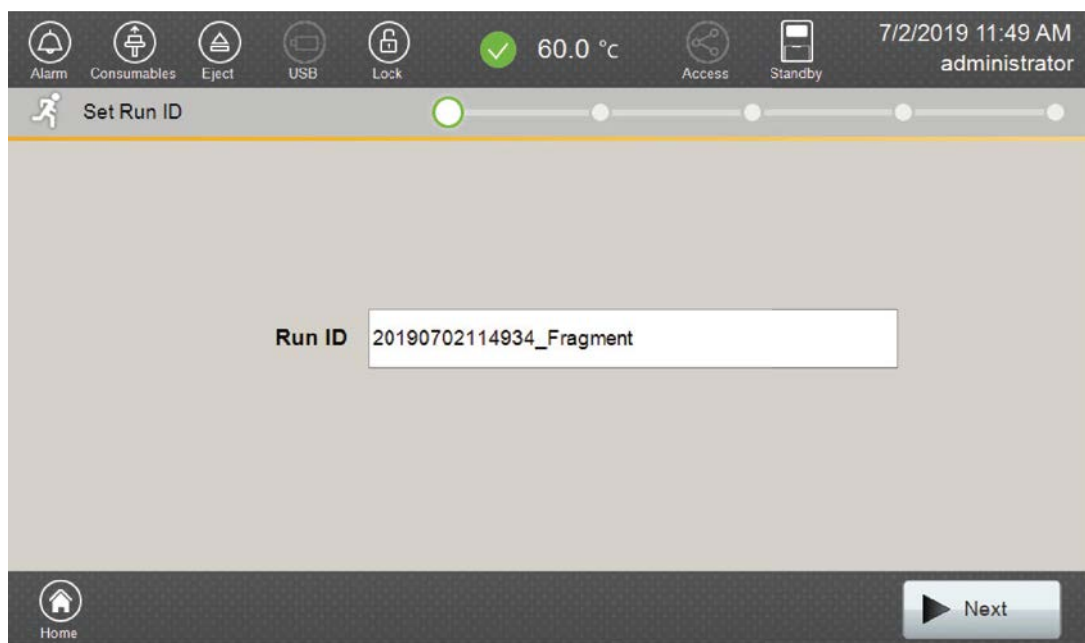 Alarm
Consumables
Eject
USB
Lock
60.0 °c
Access
Standby
7/2/2019 11:49 AM
administrator
Set Run ID
Run ID
20190702114934_Fragment
Home
Next